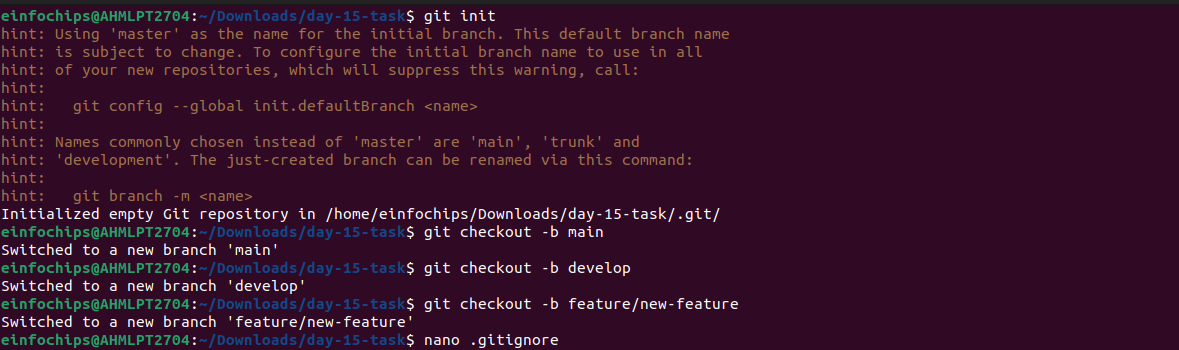 einfochips@AHMLPT2704:~/Downloads/day-15-task$ git init
hint: Using 'master' as the name for the initial branch. This default branch name
hint: is subject to change. To configure the initial branch name to use in all
hint: of your new repositories, which will suppress this warning, call:
hint:
hint:   git config --global init.defaultBranch <name>
hint:
hint: Names commonly chosen instead of 'master' are 'main', 'trunk' and
hint: 'development'. The just-created branch can be renamed via this command:
hint:
hint:   git branch -m <name>
Initialized empty Git repository in /home/einfochips/Downloads/day-15-task/.git/
einfochips@AHMLPT2704:~/Downloads/day-15-task$ git checkout -b main
Switched to a new branch 'main'
einfochips@AHMLPT2704:~/Downloads/day-15-task$ git checkout -b develop
Switched to a new branch 'develop'
einfochips@AHMLPT2704:~/Downloads/day-15-task$ git checkout -b feature/new-feature
Switched to a new branch 'feature/new-feature'
einfochips@AHMLPT2704:~/Downloads/day-15-task$ nano .gitignore